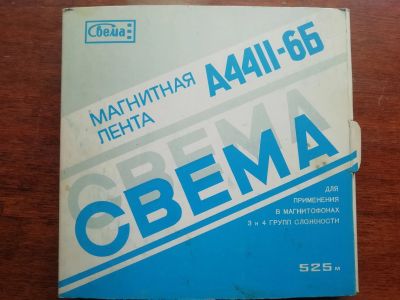 Свема
МАГНИТНАЯ
ЛЕНТА
А4411-6Б
СВЕМА
СВЕМА
ДЛЯ
ПРИМЕНЕНИЯ
В МАГНИТОФОНАХ
3 и 4 ГРУПП СЛОЖНОСТИ
525 м